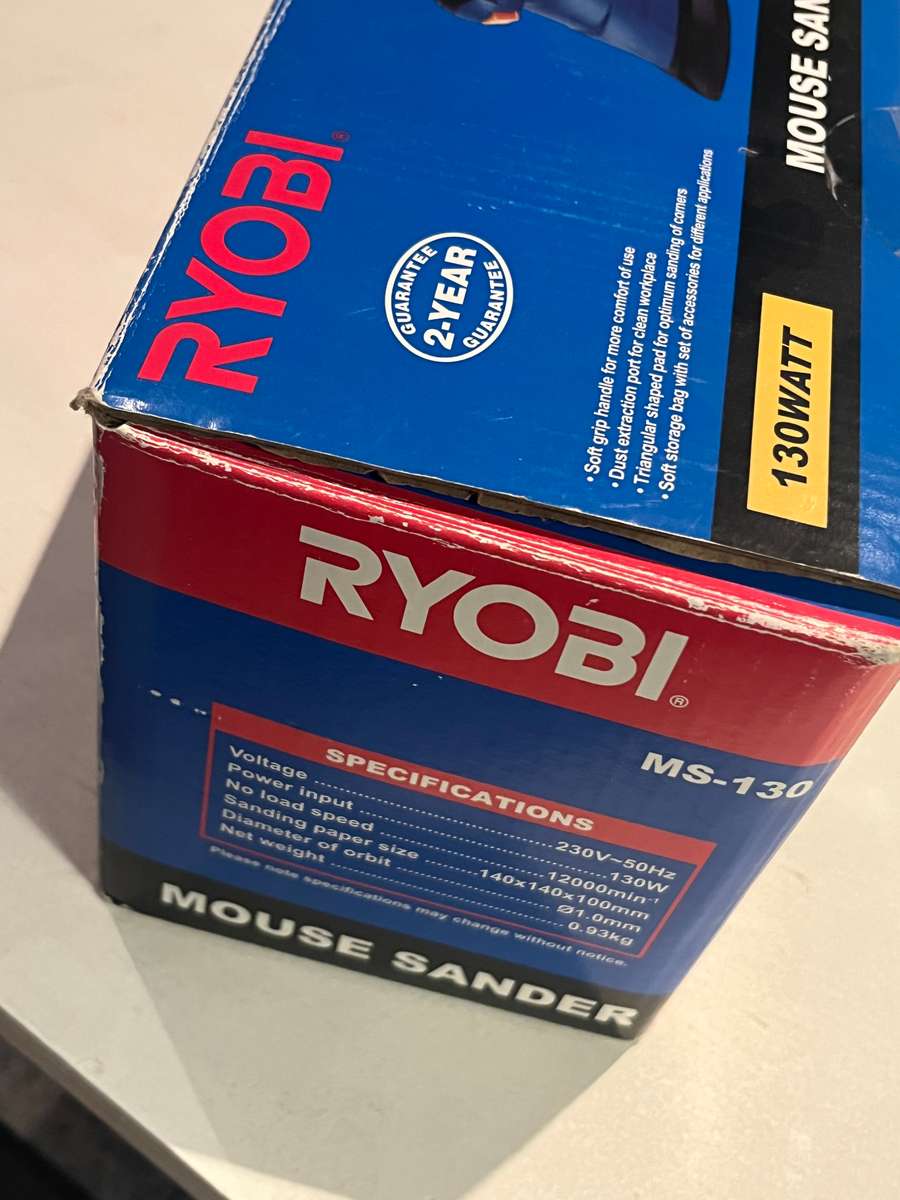 RYOBI®
GUARANTEE
2-YEAR
GUARANTEE
• Soft grip handle for more comfort of use
• Dust extraction port for clean workplace
• Triangular shaped pad for optimum sanding of corners
• Soft storage bag with set of accessories for different applications
MOUSE SAN
130WATT
RYOBI®
MS-130
SPECIFICATIONS
Voltage ........ 230V~50Hz
Power input ........ 130W
No load speed ........ 12000min⁻¹
Sanding paper size ........ 140x140x100mm
Diameter of orbit ........ Ø1.0mm
Net weight ........ 0.93kg
Please note specifications may change without notice.
MOUSE SANDER